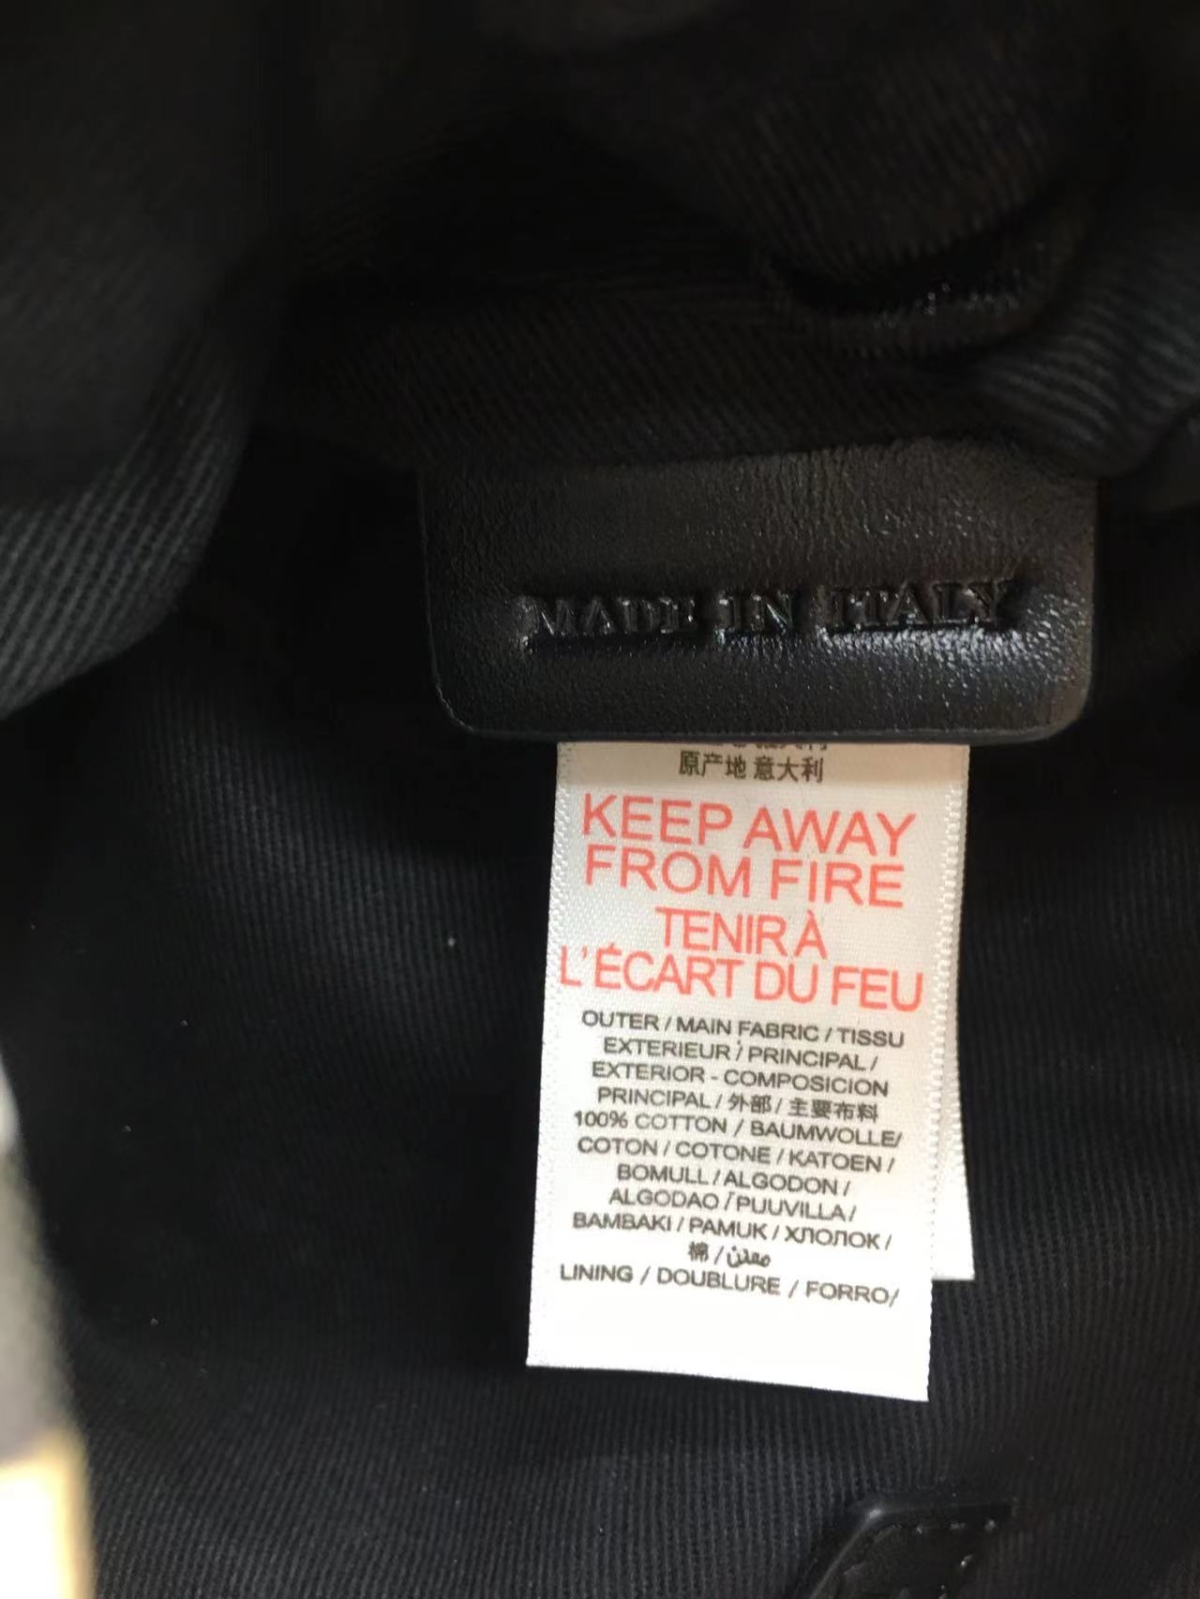 MADE IN ITALY
原产地 意大利
KEEP AWAY
FROM FIRE
TENIR À
L'ÉCART DU FEU
OUTER / MAIN FABRIC / TISSU
EXTERIEUR / PRINCIPAL /
EXTERIOR - COMPOSICION
PRINCIPAL / 外部 / 主要布料
100% COTTON / BAUMWOLLE/
COTON / COTONE / KATOEN /
BOMULL / ALGODON /
ALGODAO / PUUVILLA /
BAMBAKI / PAMUK / ХЛОПОК /
棉 /
LINING / DOUBLURE / FORRO/